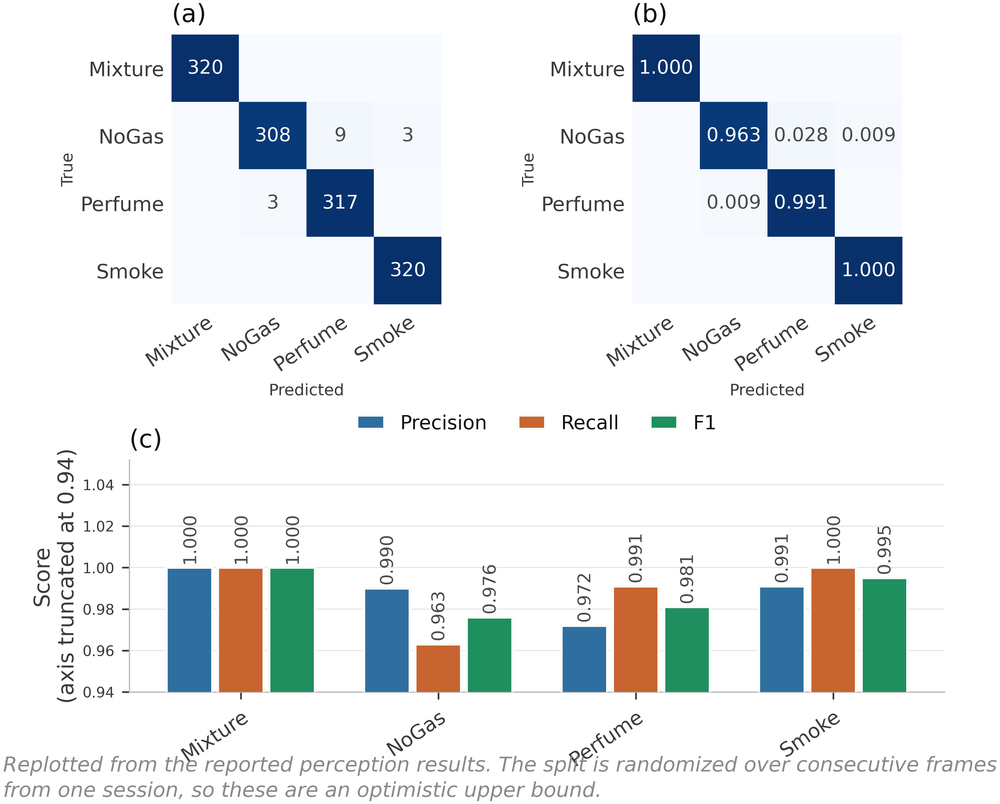 (a)
Mixture
NoGas
Perfume
Smoke
True
320
308 9 3
3 317
320
Mixture NoGas Perfume Smoke
Predicted
(b)
Mixture
NoGas
Perfume
Smoke
True
1.000
0.963 0.028 0.009
0.009 0.991
1.000
Mixture NoGas Perfume Smoke
Predicted
Precision Recall F1
(c)
Score
(axis truncated at 0.94)
1.04
1.02
1.00
0.98
0.96
0.94
1.000 1.000 1.000
0.990 0.963 0.976
0.972 0.991 0.981
0.991 1.000 0.995
Mixture NoGas Perfume Smoke
Replotted from the reported perception results. The split is randomized over consecutive frames
from one session, so these are an optimistic upper bound.